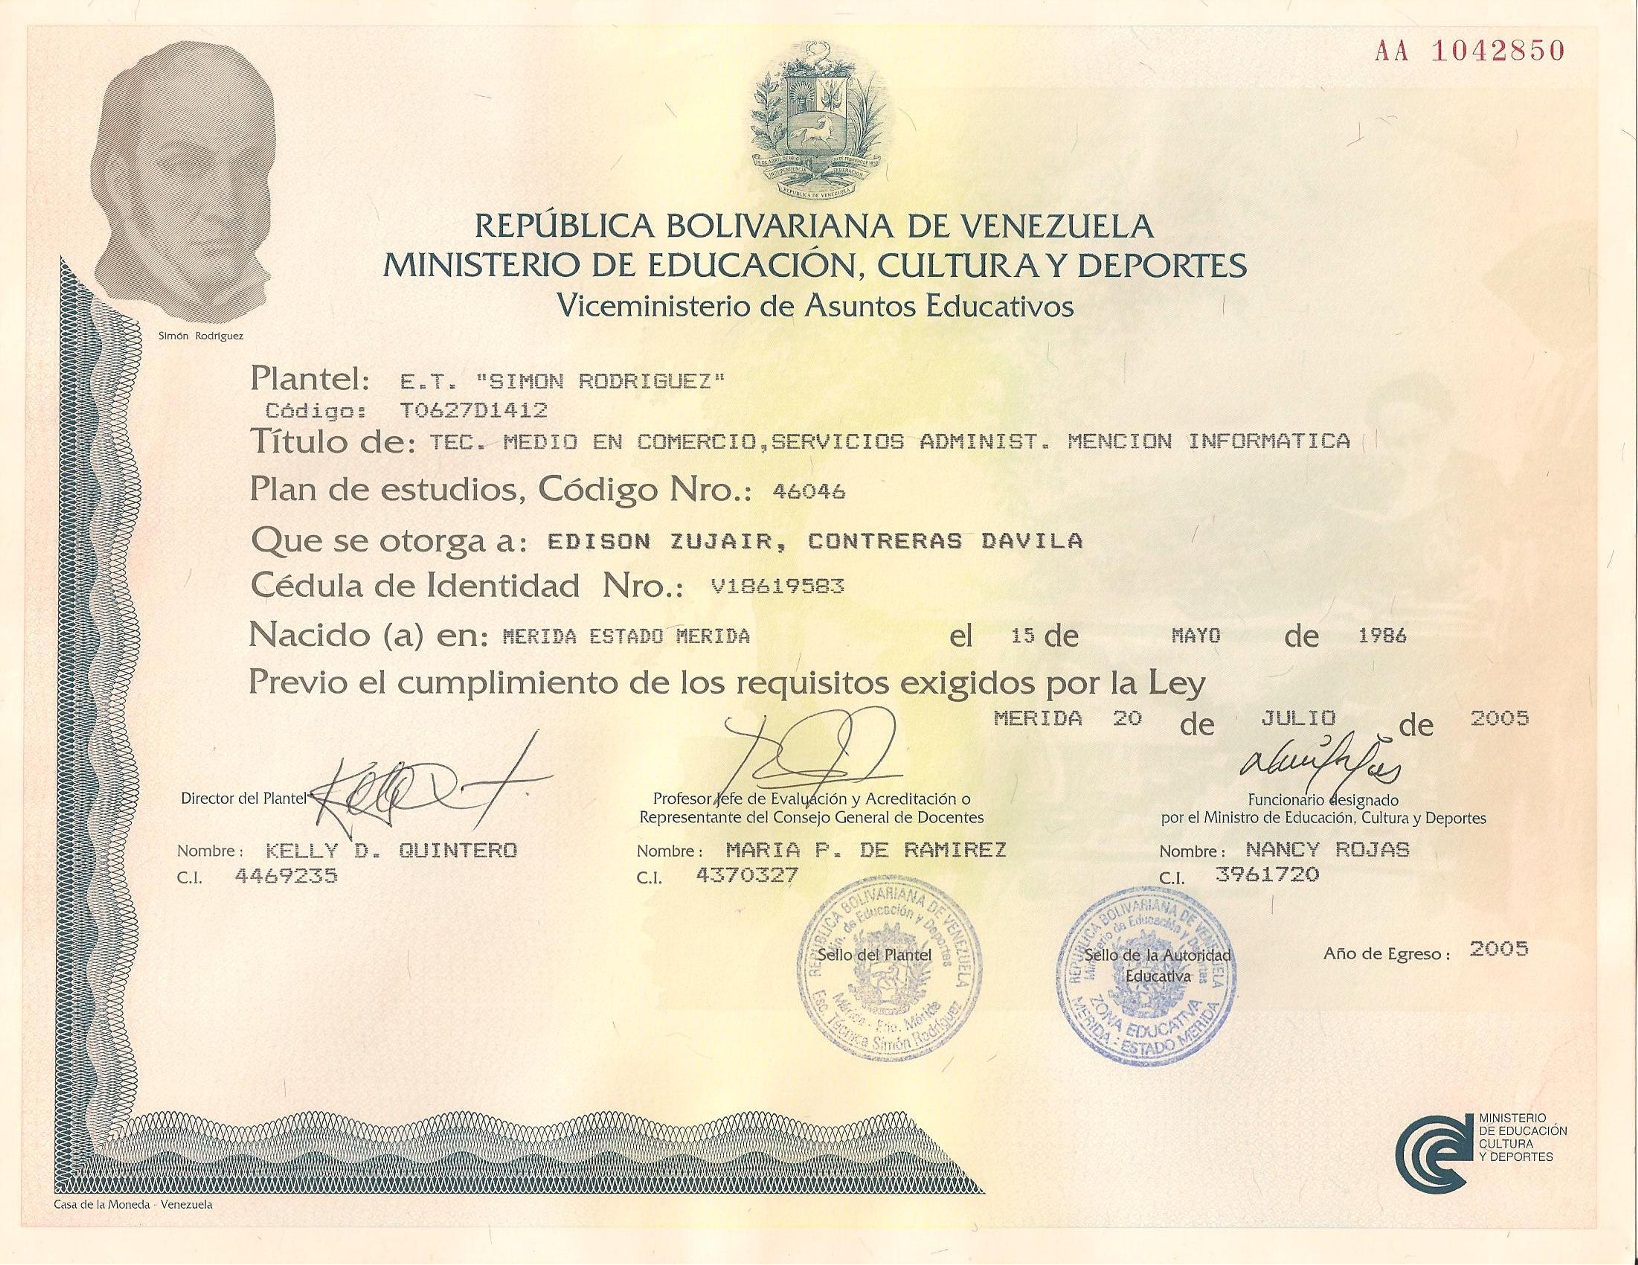 AA 1042850
REPÚBLICA BOLIVARIANA DE VENEZUELA
MINISTERIO DE EDUCACIÓN, CULTURA Y DEPORTES
Viceministerio de Asuntos Educativos
Simón Rodríguez
Plantel: E.T. "SIMON RODRIGUEZ"
Código: T0627D1412
Título de: TEC. MEDIO EN COMERCIO,SERVICIOS ADMINIST. MENCION INFORMATICA
Plan de estudios, Código Nro.: 46046
Que se otorga a: EDISON ZUJAIR, CONTRERAS DAVILA
Cédula de Identidad Nro.: V18619583
Nacido (a) en: MERIDA ESTADO MERIDA el 15 de MAYO de 1986
Previo el cumplimiento de los requisitos exigidos por la Ley
MERIDA 20 de JULIO de 2005
Director del Plantel
Profesor Jefe de Evaluación y Acreditación o
Representante del Consejo General de Docentes
Funcionario designado
por el Ministro de Educación, Cultura y Deportes
Nombre: KELLY D. QUINTERO
C.I. 4469235
Nombre: MARIA P. DE RAMIREZ
C.I. 4370327
Nombre: NANCY ROJAS
C.I. 3961720
REPÚBLICA BOLIVARIANA DE VENEZUELA
Min. de Educación y Deportes
Sello del Plantel
Mérida - Edo. Mérida
Esc. Técnica Simón Rodríguez
REPÚBLICA BOLIVARIANA DE VENEZUELA
Ministerio de Educación y Deportes
Sello de la Autoridad
Educativa
ZONA EDUCATIVA
MERIDA - ESTADO MERIDA
Año de Egreso: 2005
MINISTERIO
DE EDUCACIÓN
CULTURA
Y DEPORTES
Casa de la Moneda - Venezuela